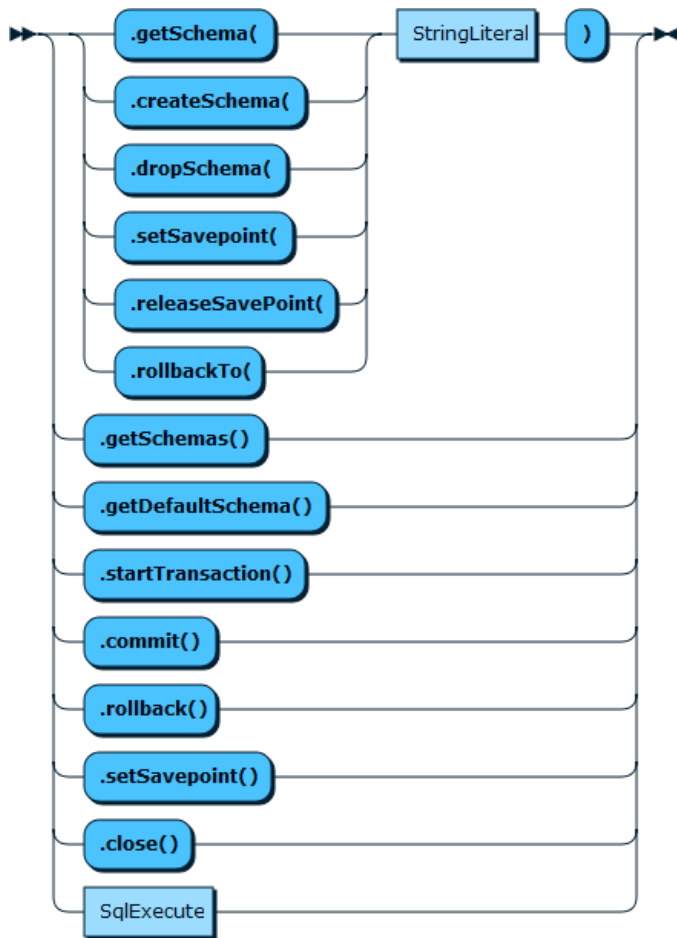 .getSchema( StringLiteral )
.createSchema(
.dropSchema(
.setSavepoint(
.releaseSavePoint(
.rollbackTo(
.getSchemas()
.getDefaultSchema()
.startTransaction()
.commit()
.rollback()
.setSavepoint()
.close()
SqlExecute